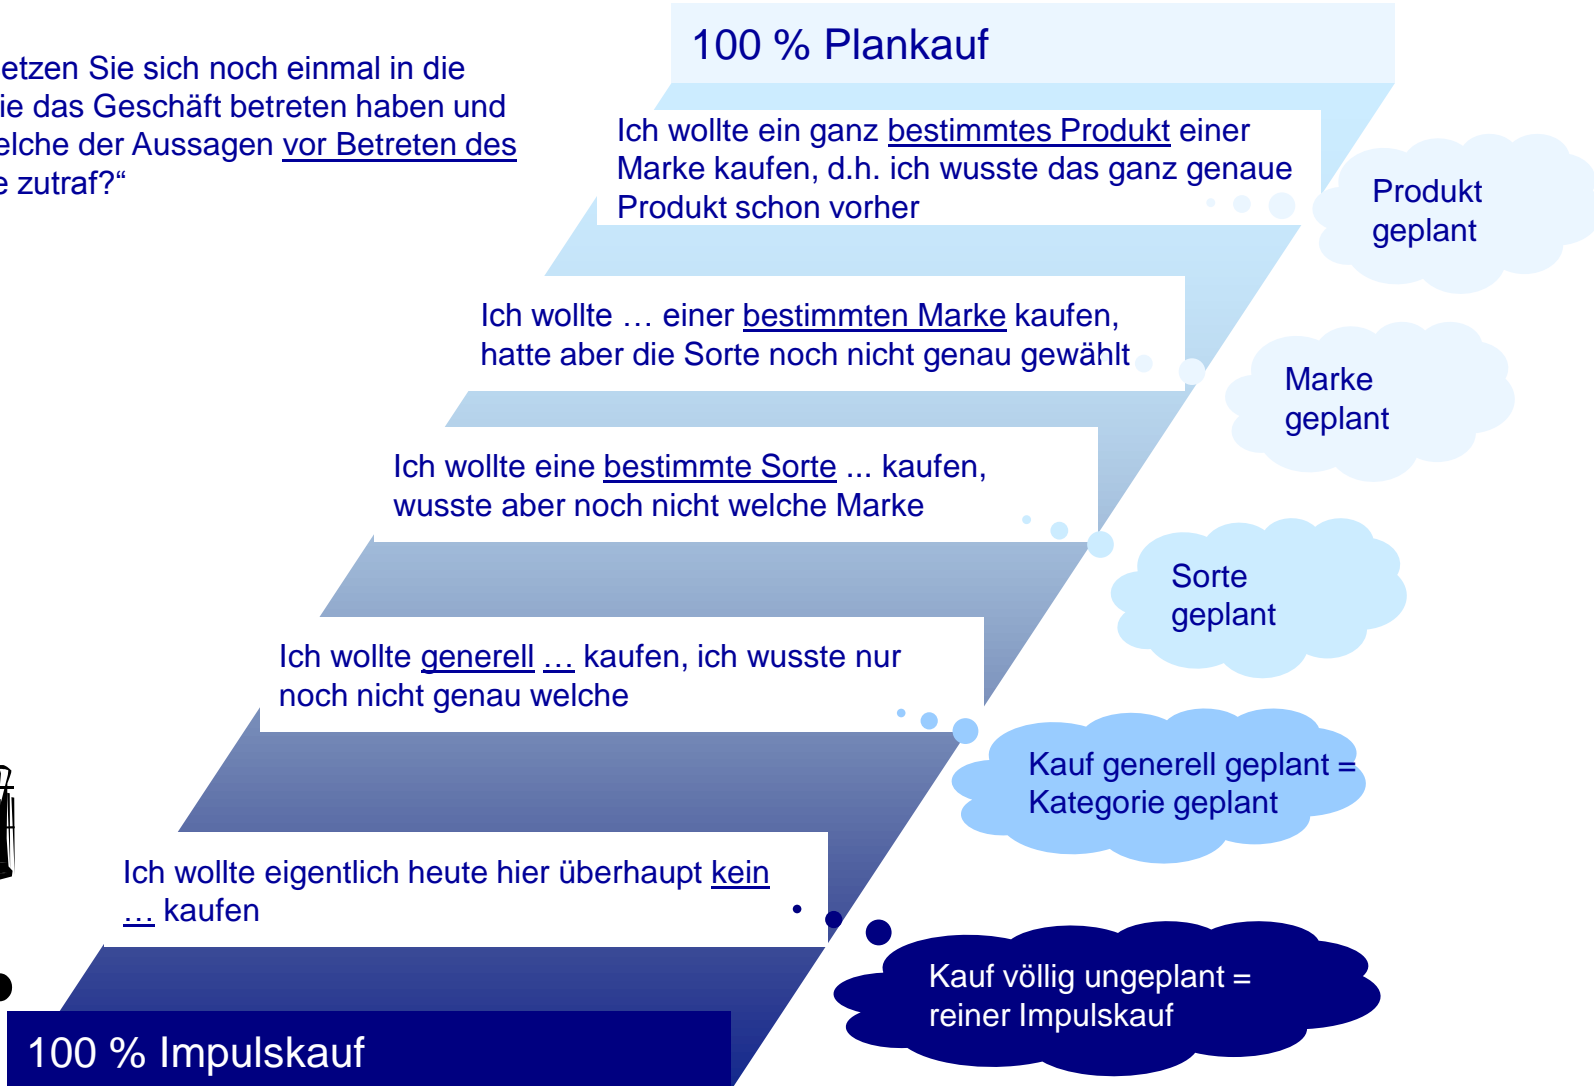 100 % Plankauf
etzen Sie sich noch einmal in die
ie das Geschäft betreten haben und
elche der Aussagen vor Betreten des
e zutraf?“
Ich wollte ein ganz bestimmtes Produkt einer
Marke kaufen, d.h. ich wusste das ganz genaue
Produkt schon vorher
Produkt
geplant
Ich wollte … einer bestimmten Marke kaufen,
hatte aber die Sorte noch nicht genau gewählt
Marke
geplant
Ich wollte eine bestimmte Sorte ... kaufen,
wusste aber noch nicht welche Marke
Sorte
geplant
Ich wollte generell … kaufen, ich wusste nur
noch nicht genau welche
Kauf generell geplant =
Kategorie geplant
Ich wollte eigentlich heute hier überhaupt kein
… kaufen
Kauf völlig ungeplant =
reiner Impulskauf
100 % Impulskauf